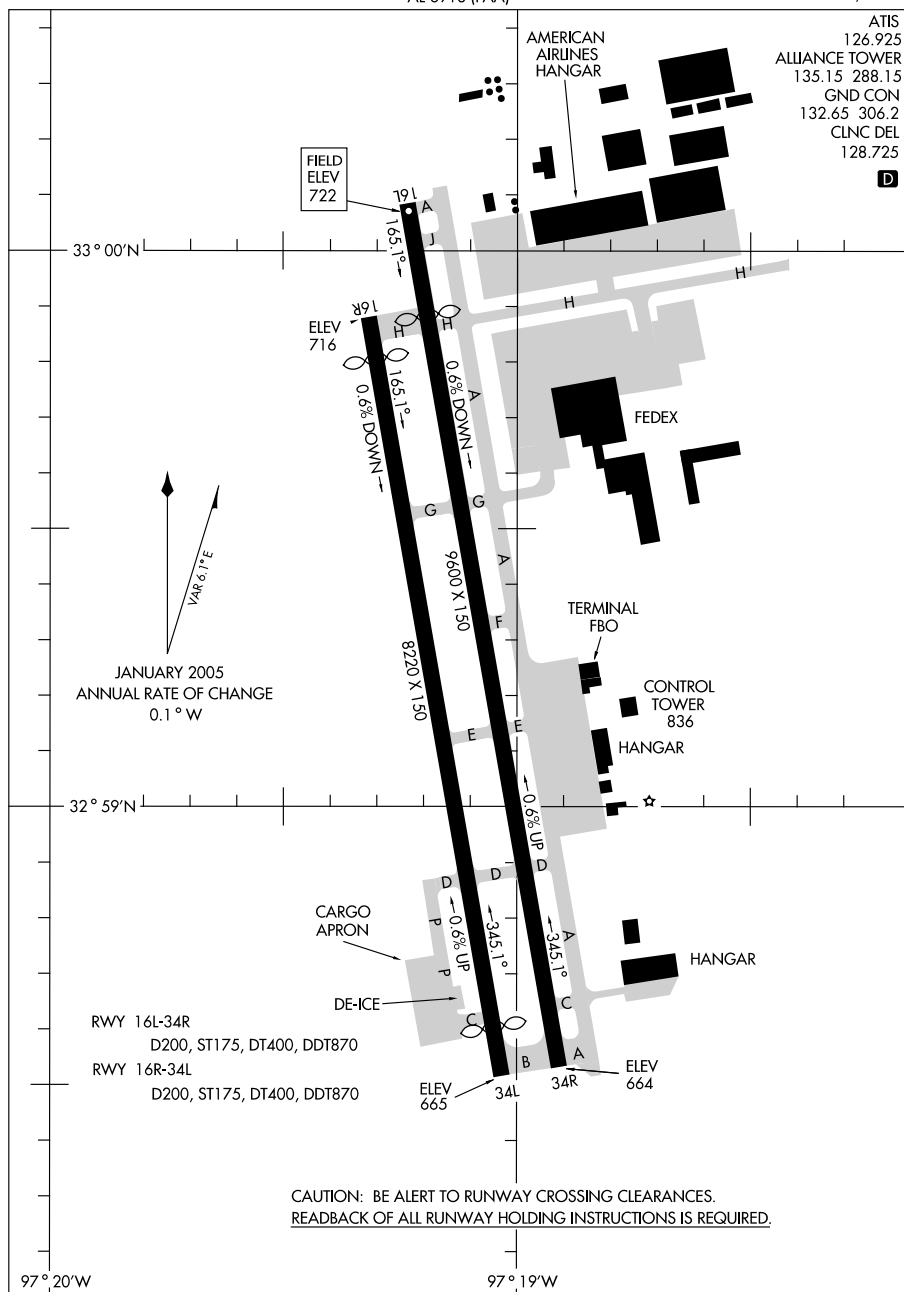 ATIS
126.925
ALLIANCE TOWER
135.15 288.15
GND CON
132.65 306.2
CLNC DEL
128.725
D
AMERICAN
AIRLINES
HANGAR
FIELD
ELEV
722
16L
A
165.1°
J
33° 00'N
H
H
16R
ELEV
716
H
H
165.1°
0.6% DOWN
0.6% DOWN
A
FEDEX
G
G
VAR 6.1° E
9600 X 150
A
TERMINAL
FBO
F
8220 X 150
JANUARY 2005
ANNUAL RATE OF CHANGE
0.1° W
CONTROL
TOWER
836
E
E
HANGAR
32° 59'N
0.6% UP
D
D
D
CARGO
APRON
P
0.6% UP
345.1°
A
345.1°
P
HANGAR
DE-ICE
C
C
RWY 16L-34R
D200, ST175, DT400, DDT870
RWY 16R-34L
D200, ST175, DT400, DDT870
B
A
ELEV
665
34L
34R
ELEV
664
CAUTION: BE ALERT TO RUNWAY CROSSING CLEARANCES.
READBACK OF ALL RUNWAY HOLDING INSTRUCTIONS IS REQUIRED.
97° 20'W
97° 19'W